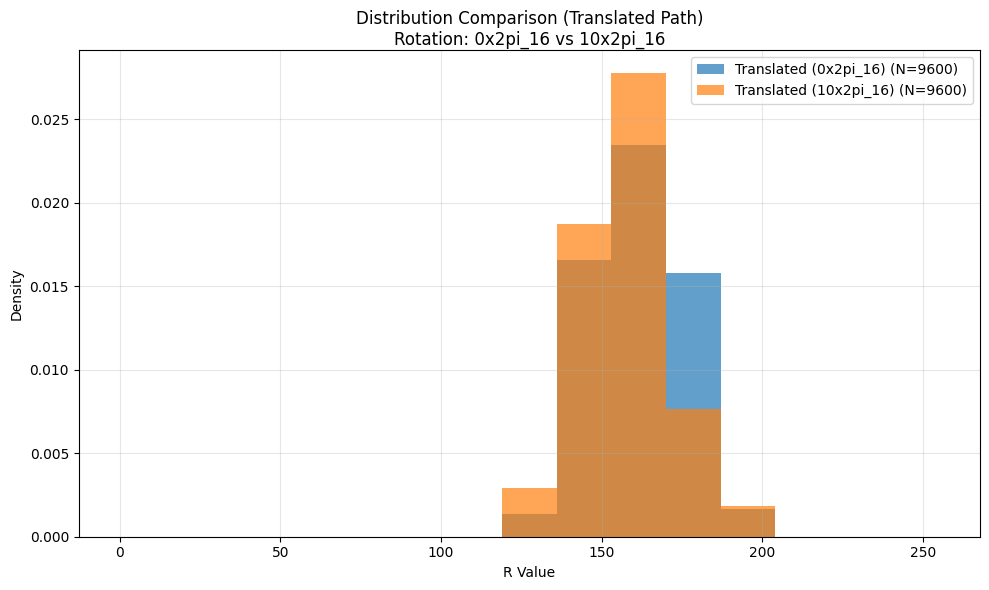 Distribution Comparison (Translated Path)
Rotation: 0x2pi_16 vs 10x2pi_16
Translated (0x2pi_16) (N=9600)
Translated (10x2pi_16) (N=9600)
Density
0.025
0.020
0.015
0.010
0.005
0.000
0 50 100 150 200 250
R Value